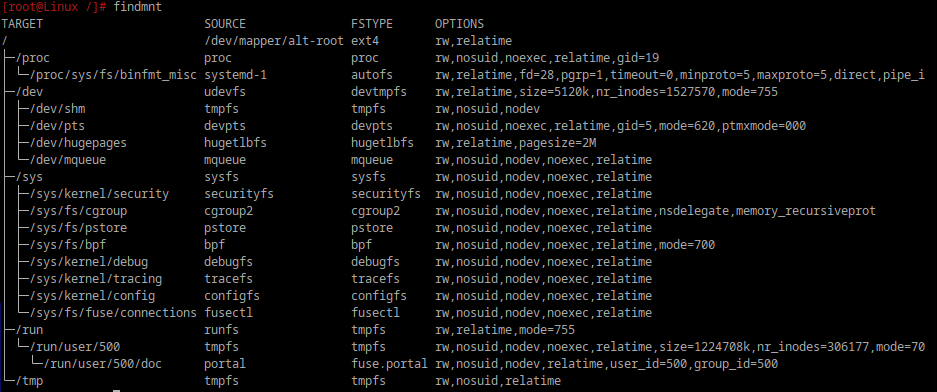 [root@Linux /]# findmnt
TARGET SOURCE FSTYPE OPTIONS
/ /dev/mapper/alt-root ext4 rw,relatime
├─/proc proc proc rw,nosuid,noexec,relatime,gid=19
│ └─/proc/sys/fs/binfmt_misc systemd-1 autofs rw,relatime,fd=28,pgrp=1,timeout=0,minproto=5,maxproto=5,direct,pipe_i
├─/dev udevfs devtmpfs rw,relatime,size=5120k,nr_inodes=1527570,mode=755
│ ├─/dev/shm tmpfs tmpfs rw,nosuid,nodev
│ ├─/dev/pts devpts devpts rw,nosuid,noexec,relatime,gid=5,mode=620,ptmxmode=000
│ ├─/dev/hugepages hugetlbfs hugetlbfs rw,relatime,pagesize=2M
│ └─/dev/mqueue mqueue mqueue rw,nosuid,nodev,noexec,relatime
├─/sys sysfs sysfs rw,nosuid,nodev,noexec,relatime
│ ├─/sys/kernel/security securityfs securityfs rw,nosuid,nodev,noexec,relatime
│ ├─/sys/fs/cgroup cgroup2 cgroup2 rw,nosuid,nodev,noexec,relatime,nsdelegate,memory_recursiveprot
│ ├─/sys/fs/pstore pstore pstore rw,nosuid,nodev,noexec,relatime
│ ├─/sys/fs/bpf bpf bpf rw,nosuid,nodev,noexec,relatime,mode=700
│ ├─/sys/kernel/debug debugfs debugfs rw,nosuid,nodev,noexec,relatime
│ ├─/sys/kernel/tracing tracefs tracefs rw,nosuid,nodev,noexec,relatime
│ ├─/sys/kernel/config configfs configfs rw,nosuid,nodev,noexec,relatime
│ └─/sys/fs/fuse/connections fusectl fusectl rw,nosuid,nodev,noexec,relatime
├─/run runfs tmpfs rw,relatime,mode=755
│ └─/run/user/500 tmpfs tmpfs rw,nosuid,nodev,noexec,relatime,size=1224708k,nr_inodes=306177,mode=70
│ └─/run/user/500/doc portal fuse.portal rw,nosuid,nodev,relatime,user_id=500,group_id=500
└─/tmp tmpfs tmpfs rw,nosuid,relatime